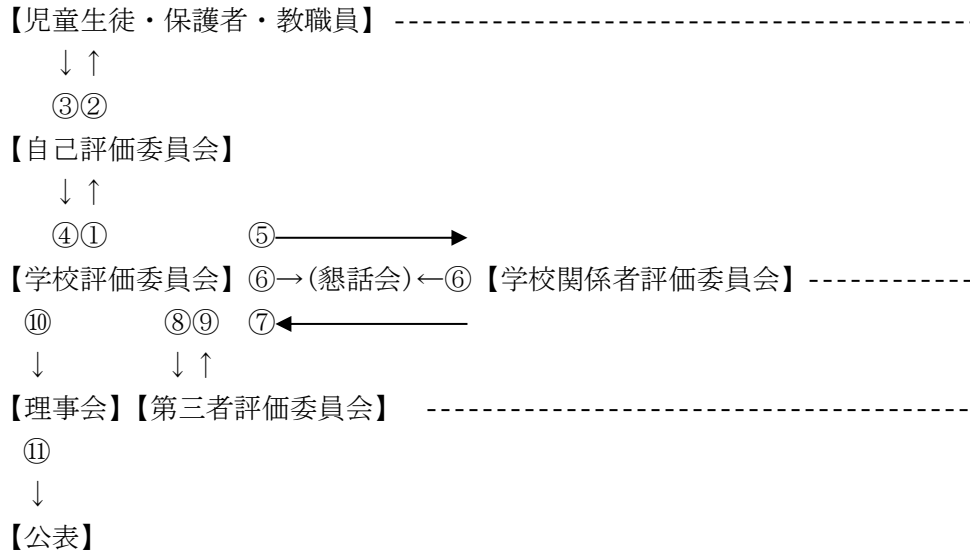 【児童生徒・保護者・教職員】 ------------------------------------------
↓ ↑
③②
【自己評価委員会】
↓ ↑
④① ⑤
【学校評価委員会】⑥→(懇話会)←⑥【学校関係者評価委員会】------------
⑩ ⑧⑨ ⑦
↓ ↓ ↑
【理事会】【第三者評価委員会】 ---------------------------------------
⑪
↓
【公表】